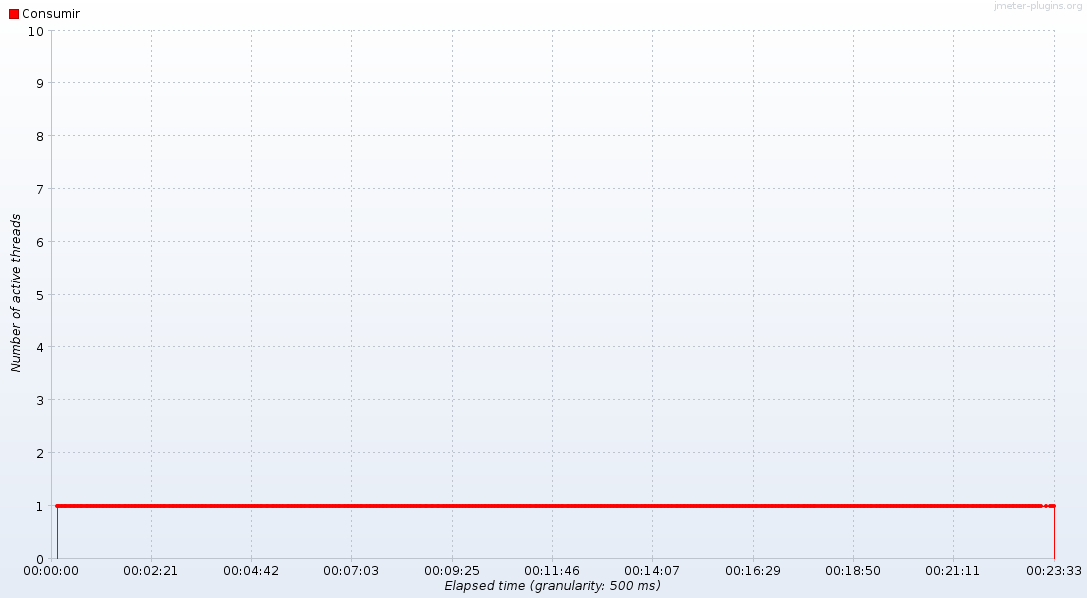 jmeter-plugins.org
Consumir
10
9
8
7
6
5
4
3
2
1
0
Number of active threads
00:00:00 00:02:21 00:04:42 00:07:03 00:09:25 00:11:46 00:14:07 00:16:29 00:18:50 00:21:11 00:23:33
Elapsed time (granularity: 500 ms)